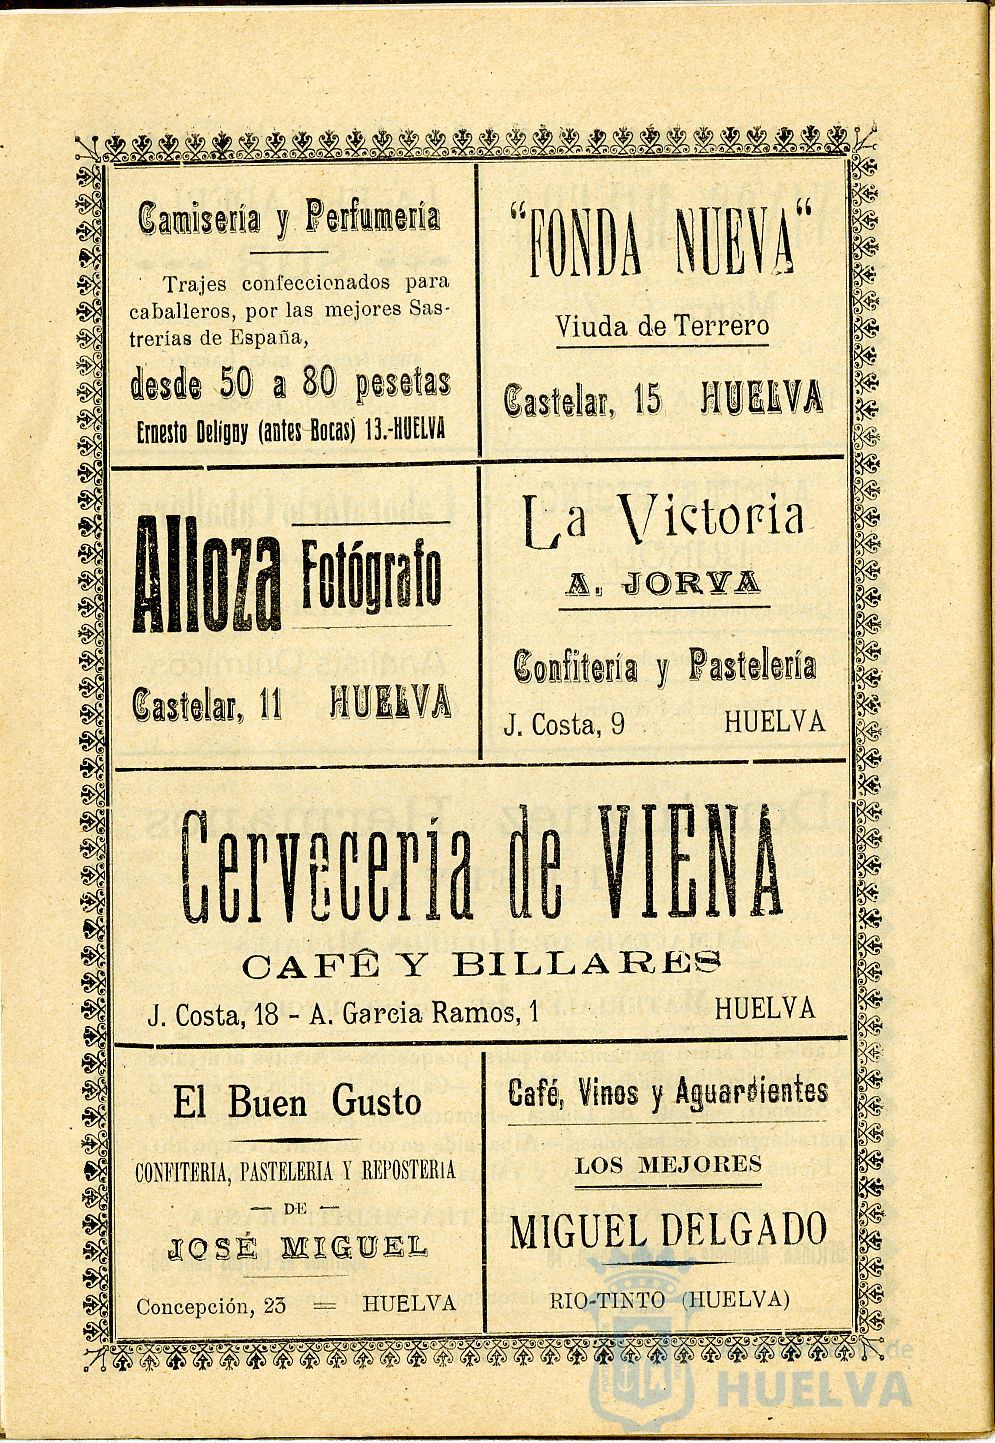 Camisería y Perfumería
Trajes confeccionados para
caballeros, por las mejores Sas-
trerías de España,
desde 50 a 80 pesetas
Ernesto Deligny (antes Bocas) 13.-HUELVA
"FONDA NUEVA"
Viuda de Terrero
Castelar, 15 HUELVA
Alloza Fotógrafo
Castelar, 11 HUELVA
La Victoria
A. JORVA
Confitería y Pastelería
J. Costa, 9 HUELVA
Cervecería de VIENA
CAFÊ Y BILLARES
J. Costa, 18 - A. Garcia Ramos, 1 HUELVA
El Buen Gusto
CONFITERIA, PASTELERIA Y REPOSTERIA
— DE —
JOSÉ MIGUEL
Concepción, 23 = HUELVA
Café, Vinos y Aguardientes
LOS MEJORES
MIGUEL DELGADO
RIO-TINTO (HUELVA)
de
HUELVA